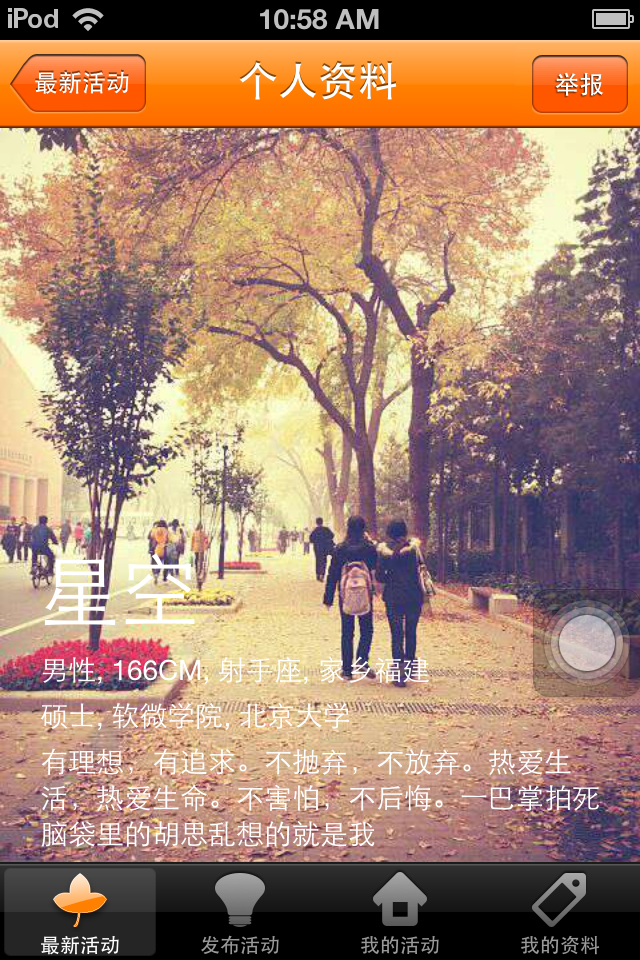 iPod 10:58 AM
最新活动 个人资料 举报
星空
男性, 166CM, 射手座, 家乡福建
硕士, 软微学院, 北京大学
有理想，有追求。不抛弃，不放弃。热爱生
活，热爱生命。不害怕，不后悔。一巴掌拍死
脑袋里的胡思乱想的就是我
最新活动 发布活动 我的活动 我的资料